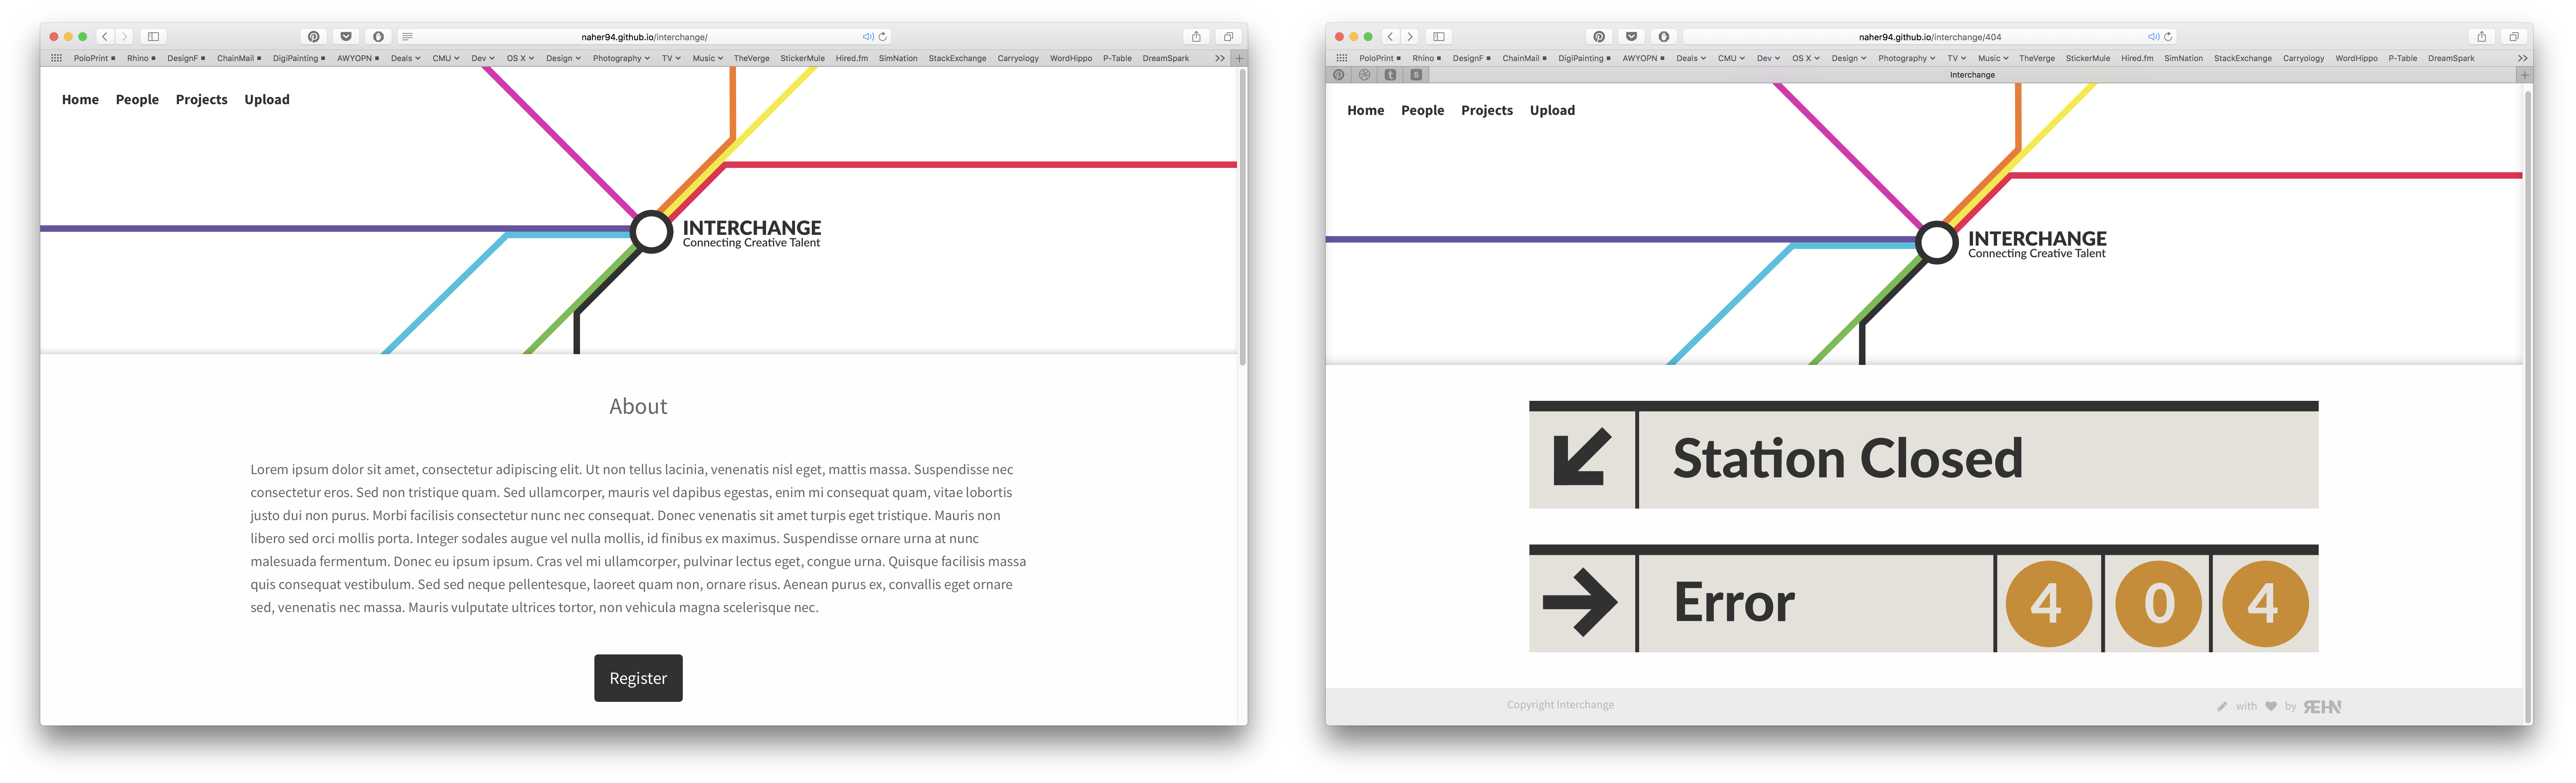 naher94.github.io/interchange/
PoloPrint Rhino DesignF ChainMail DigiPainting AWYOPN Deals CMU Dev OS X Design Photography TV Music TheVerge StickerMule Hired.fm SimNation StackExchange Carryology WordHippo P-Table DreamSpark
Home People Projects Upload
INTERCHANGE
Connecting Creative Talent
About
Lorem ipsum dolor sit amet, consectetur adipiscing elit. Ut non tellus lacinia, venenatis nisl eget, mattis massa. Suspendisse nec
consectetur eros. Sed non tristique quam. Sed ullamcorper, mauris vel dapibus egestas, enim mi consequat quam, vitae lobortis
justo dui non purus. Morbi facilisis consectetur nunc nec consequat. Donec venenatis sit amet turpis eget tristique. Mauris non
libero sed orci mollis porta. Integer sodales augue vel nulla mollis, id finibus ex maximus. Suspendisse ornare urna at nunc
malesuada fermentum. Donec eu ipsum ipsum. Cras vel mi ullamcorper, pulvinar lectus eget, congue urna. Quisque facilisis massa
quis consequat vestibulum. Sed sed neque pellentesque, laoreet quam non, ornare risus. Aenean purus ex, convallis eget ornare
sed, venenatis nec massa. Mauris vulputate ultrices tortor, non vehicula magna scelerisque nec.
Register
naher94.github.io/interchange/404
PoloPrint Rhino DesignF ChainMail DigiPainting AWYOPN Deals CMU Dev OS X Design Photography TV Music TheVerge StickerMule Hired.fm SimNation StackExchange Carryology WordHippo P-Table DreamSpark
Interchange
Home People Projects Upload
INTERCHANGE
Connecting Creative Talent
Station Closed
Error 4 0 4
Copyright Interchange
with by REHN